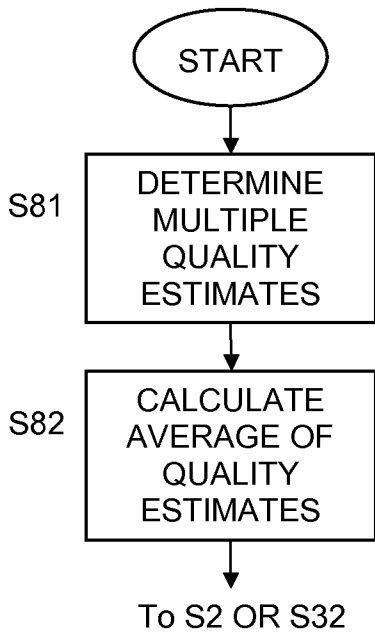 START
S81
DETERMINE
MULTIPLE
QUALITY
ESTIMATES
S82
CALCULATE
AVERAGE OF
QUALITY
ESTIMATES
To S2 OR S32